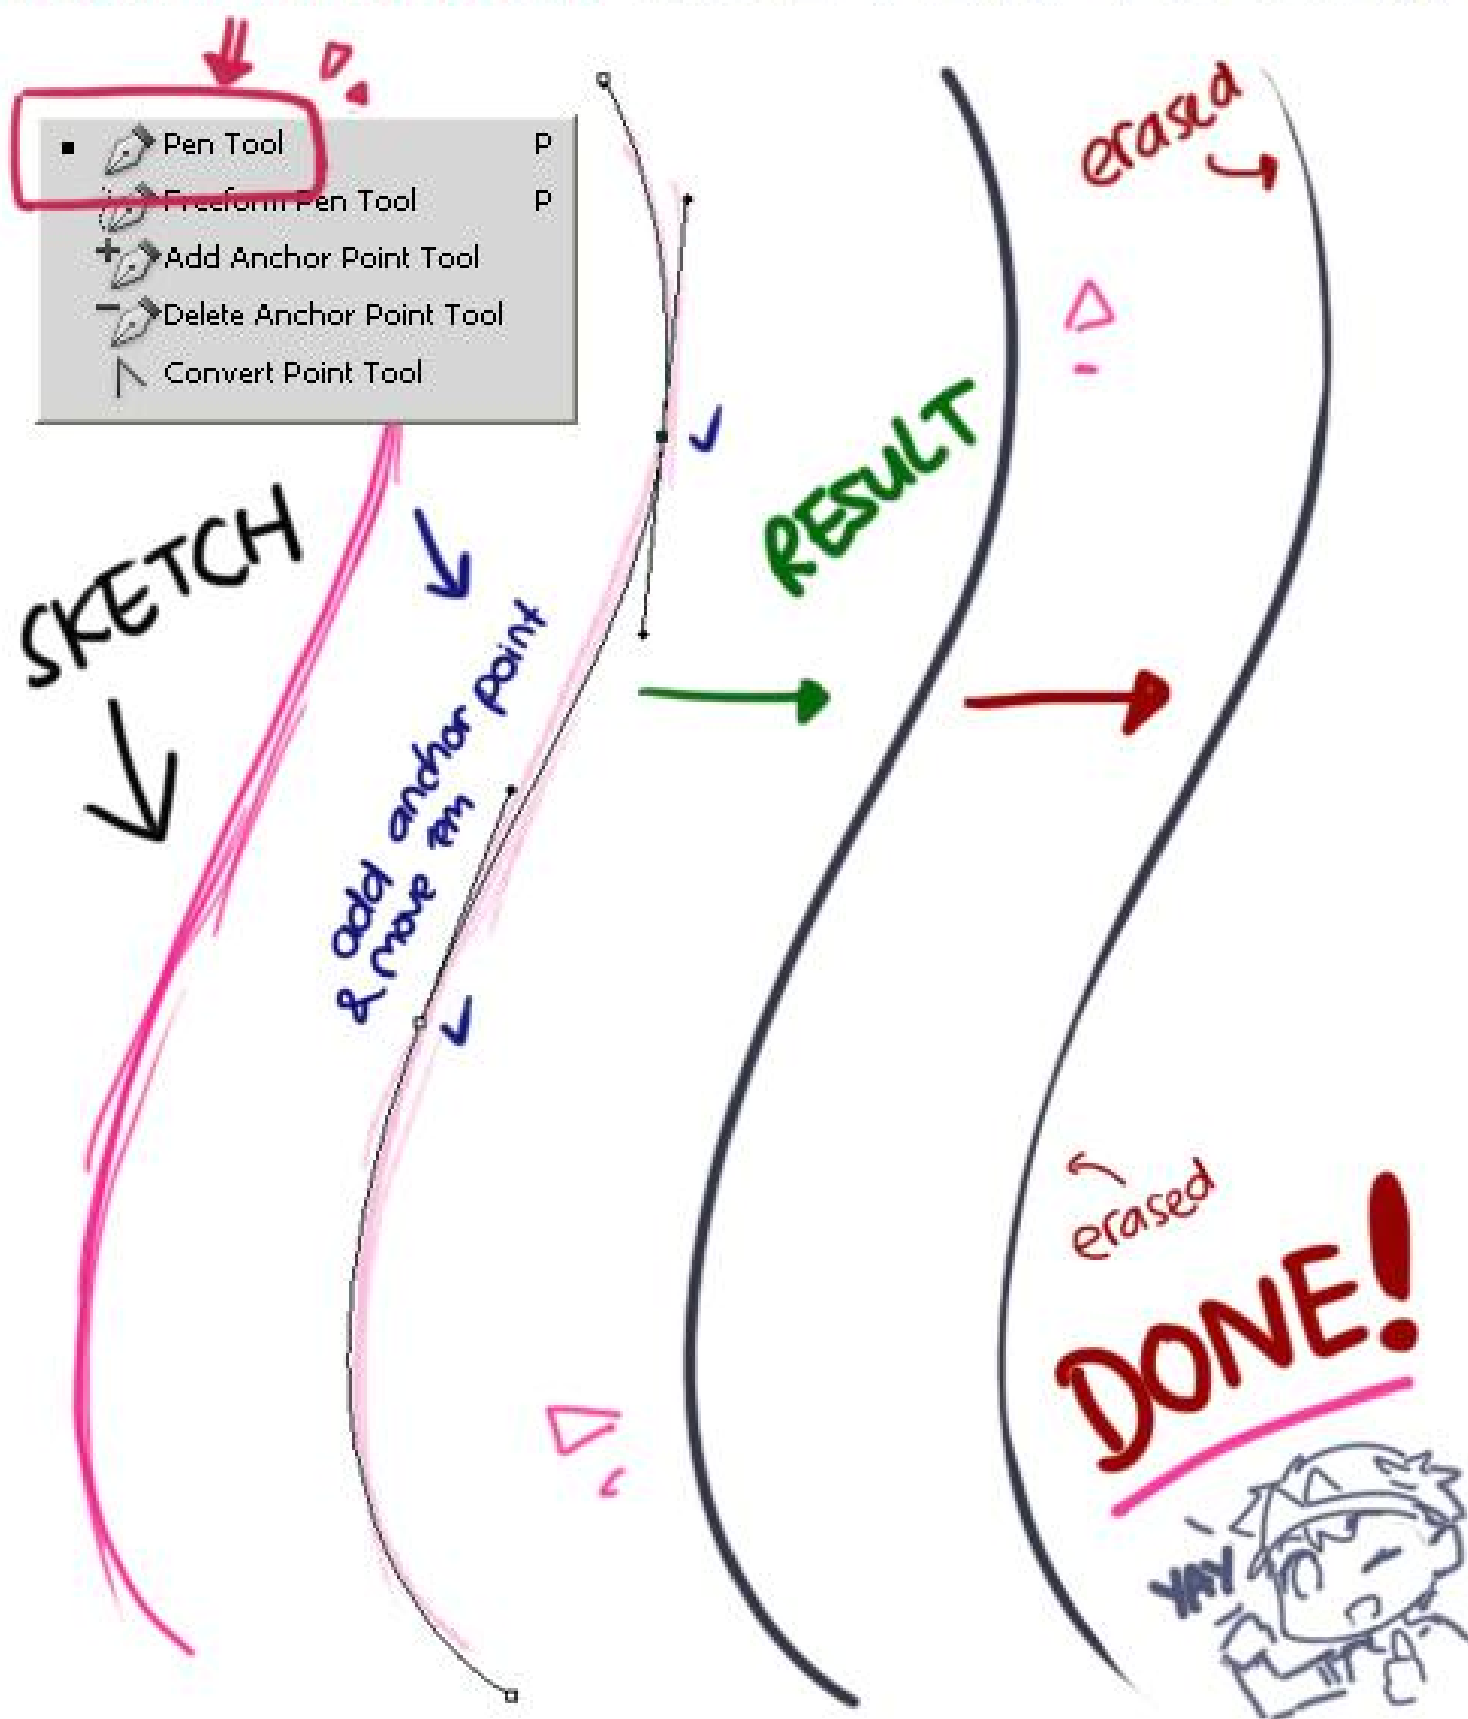 Pen Tool P
Freeform Pen Tool P
Add Anchor Point Tool
Delete Anchor Point Tool
Convert Point Tool
SKETCH
add anchor point
& move em
RESULT
erased
erased
DONE!
YAY